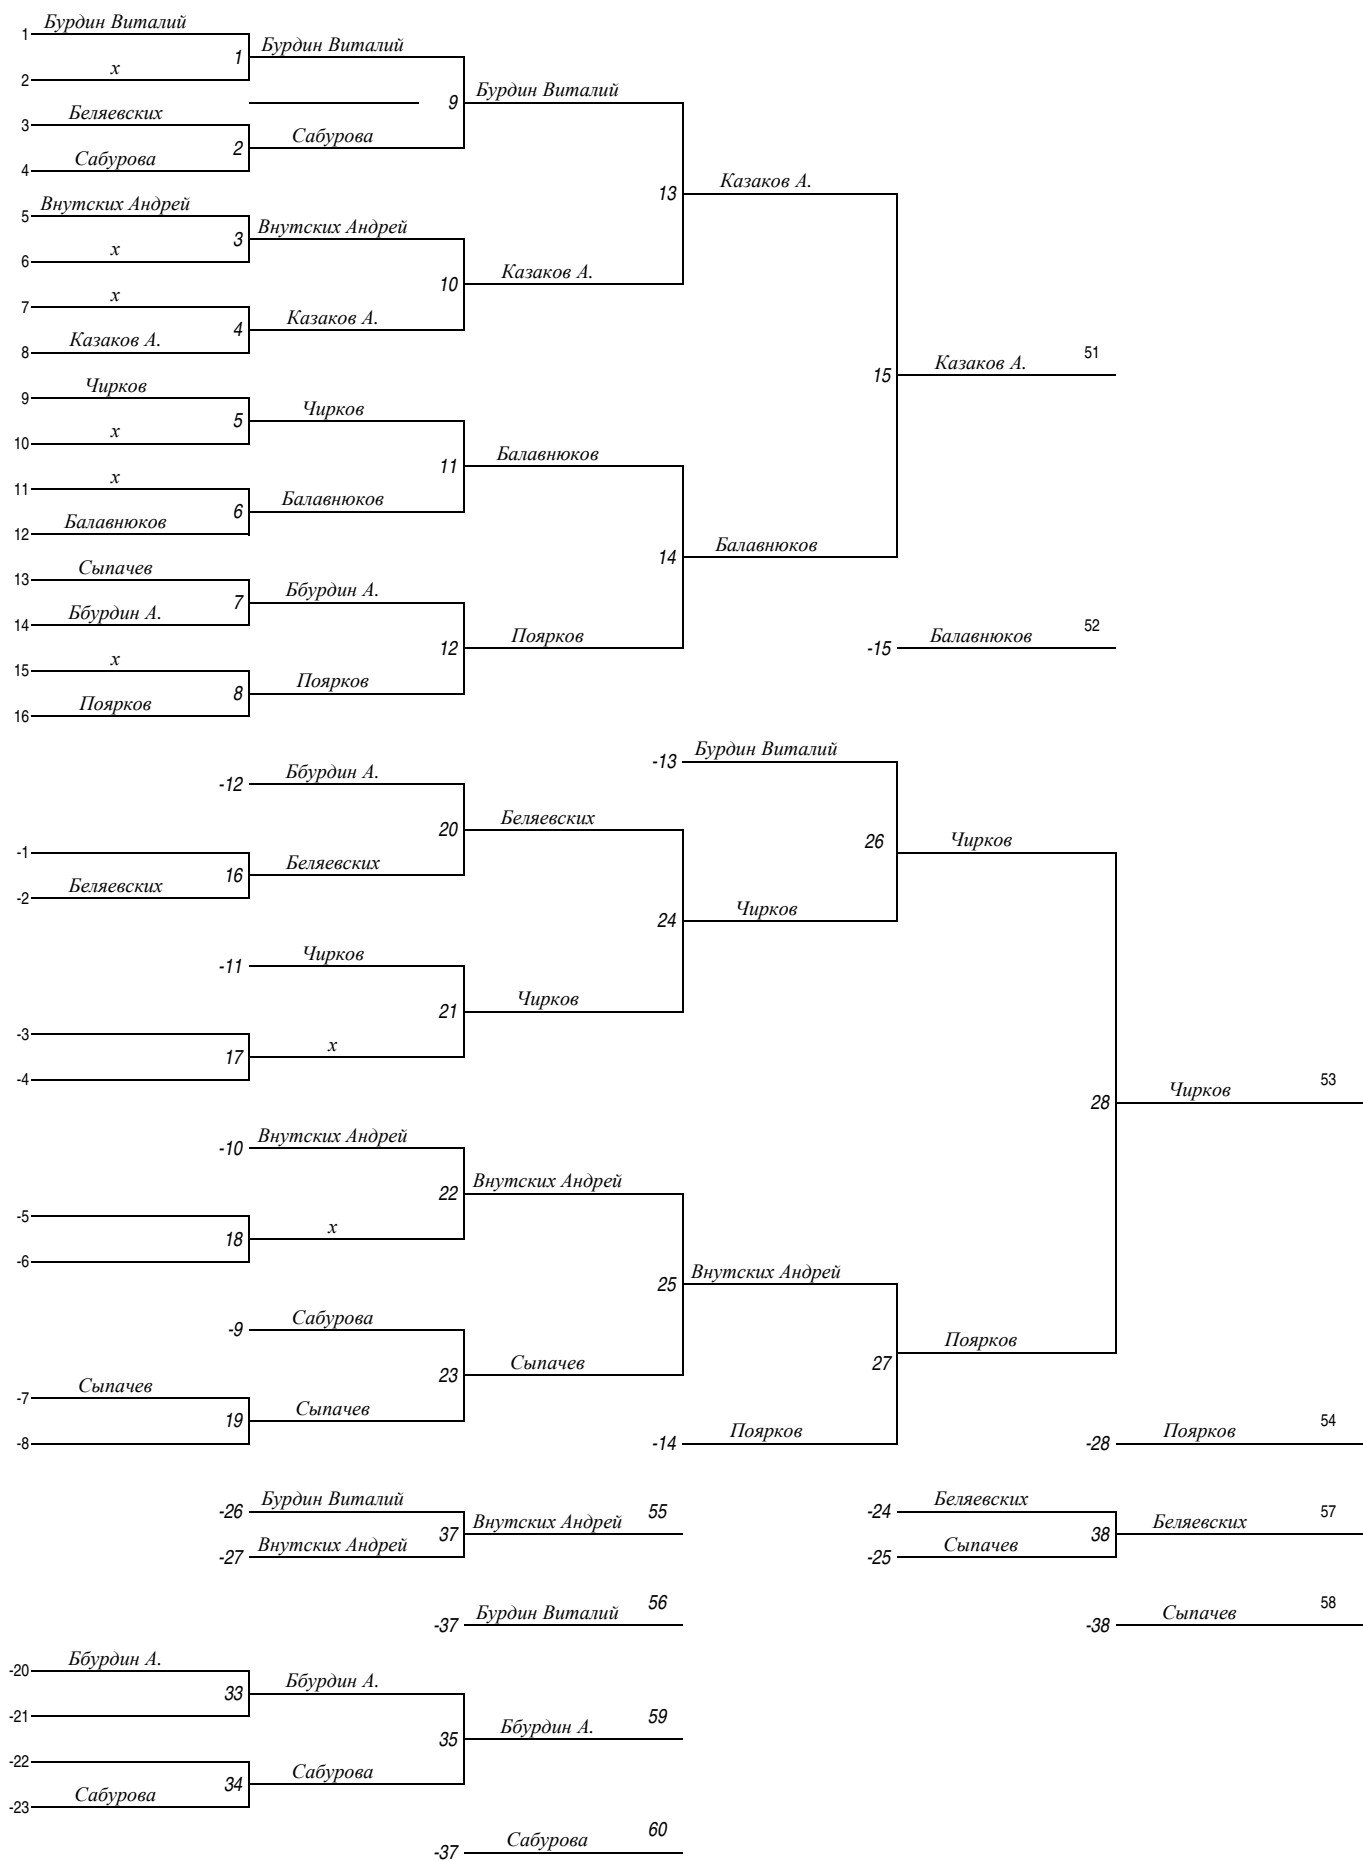 Бурдин Виталий
1
1
Бурдин Виталий
x
2
9
Бурдин Виталий
Беляевских
3
2
Сабурова
Сабурова
4
13
Казаков А.
Внутских Андрей
5
3
Внутских Андрей
x
6
10
Казаков А.
x
7
4
Казаков А.
Казаков А.
8
15
Казаков А.
51
Чирков
9
5
Чирков
x
10
11
Балавнюков
x
11
6
Балавнюков
Балавнюков
12
14
Балавнюков
Сыпачев
13
7
Ббурдин А.
Ббурдин А.
14
12
Поярков
-15
Балавнюков
52
x
15
8
Поярков
Поярков
16
-13
Бурдин Виталий
-12
Ббурдин А.
20
Беляевских
26
Чирков
-1
16
Беляевских
Беляевских
-2
24
Чирков
-11
Чирков
21
Чирков
-3
17
x
-4
28
Чирков
53
-10
Внутских Андрей
22
Внутских Андрей
-5
18
x
-6
25
Внутских Андрей
-9
Сабурова
27
Поярков
23
Сыпачев
Сыпачев
-7
19
Сыпачев
-8
-14
Поярков
-28
Поярков
54
-26
Бурдин Виталий
37
Внутских Андрей
55
-27
Внутских Андрей
-24
Беляевских
38
Беляевских
57
-25
Сыпачев
-37
Бурдин Виталий
56
-38
Сыпачев
58
Ббурдин А.
-20
33
Ббурдин А.
-21
35
Ббурдин А.
59
-22
34
Сабурова
Сабурова
-23
-37
Сабурова
60